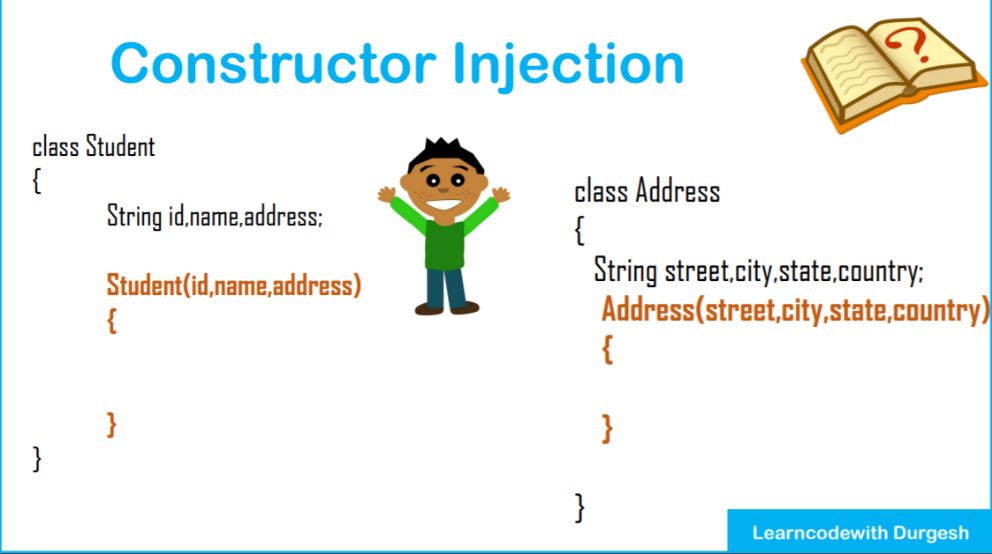 Constructor Injection
?
class Student
{
String id,name,address;
Student(id,name,address)
{
}
}
class Address
{
String street,city,state,country;
Address(street,city,state,country)
{
}
}
Learncodewith Durgesh